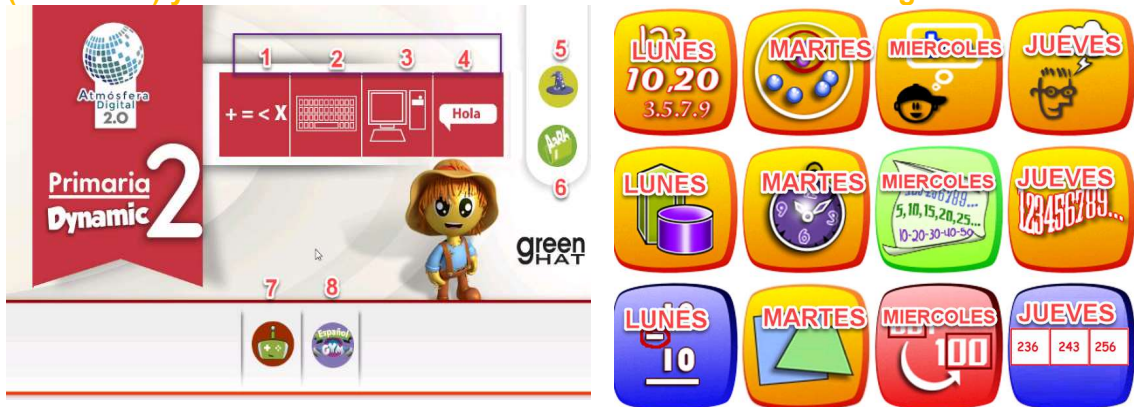 1 2 3 4
5
Atmósfera
Digital
2.0
+ = < X
Hola
Primaria
Dynamic 2
6
green
HAT
7 8
Español
GYM
LUNES MARTES MIERCOLES JUEVES
10,20
3.5.7.9
LUNES MARTES MIERCOLES JUEVES
5,10,15,20,25...
10-20-30-40-50
123456789...
LUNES MARTES MIERCOLES JUEVES
10
100
236 243 256